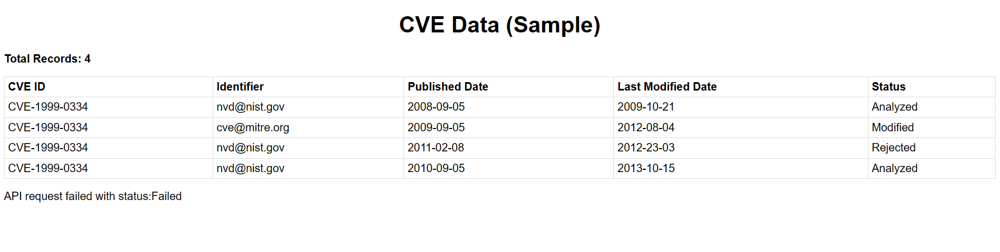 CVE Data (Sample)
Total Records: 4
CVE ID Identifier Published Date Last Modified Date Status
CVE-1999-0334 nvd@nist.gov 2008-09-05 2009-10-21 Analyzed
CVE-1999-0334 cve@mitre.org 2009-09-05 2012-08-04 Modified
CVE-1999-0334 nvd@nist.gov 2011-02-08 2012-23-03 Rejected
CVE-1999-0334 nvd@nist.gov 2010-09-05 2013-10-15 Analyzed
API request failed with status:Failed